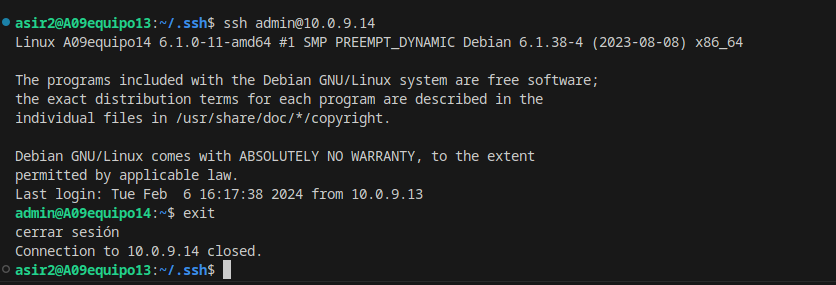 asir2@A09equipo13:~/.ssh$ ssh admin@10.0.9.14
Linux A09equipo14 6.1.0-11-amd64 #1 SMP PREEMPT_DYNAMIC Debian 6.1.38-4 (2023-08-08) x86_64
The programs included with the Debian GNU/Linux system are free software;
the exact distribution terms for each program are described in the
individual files in /usr/share/doc/*/copyright.
Debian GNU/Linux comes with ABSOLUTELY NO WARRANTY, to the extent
permitted by applicable law.
Last login: Tue Feb  6 16:17:38 2024 from 10.0.9.13
admin@A09equipo14:~$ exit
cerrar sesión
Connection to 10.0.9.14 closed.
asir2@A09equipo13:~/.ssh$